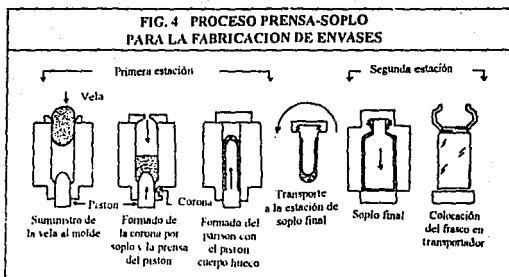 FIG. 4 PROCESO PRENSA-SOPLO
PARA LA FABRICACION DE ENVASES
Primera estación
Segunda estación
Vela
Piston
Corona
Suministro de
la vela al molde
Formado de
la corona por
soplo y la prensa
del pistón
Formado del
parison con
el piston
cuerpo hueco
Transporte
a la estación de
soplo final
Soplo final
Colocación
del frasco en
transportador